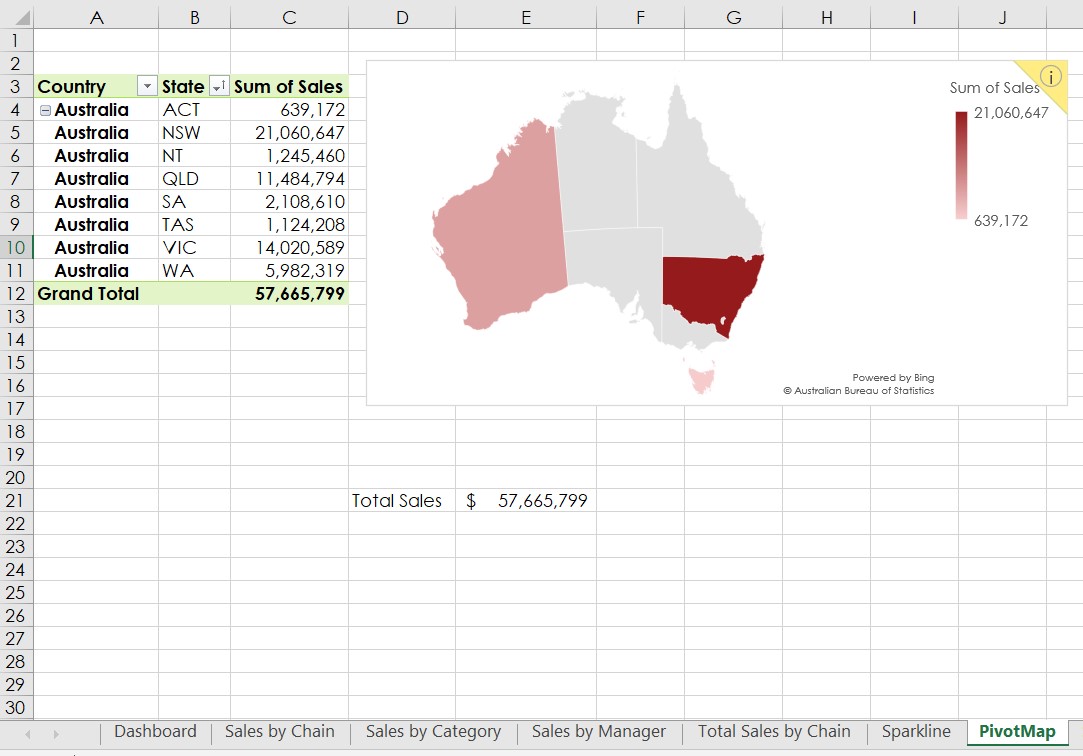 A B C D E F G H I J
1
2
3 Country State Sum of Sales
4 Australia ACT 639,172
5 Australia NSW 21,060,647
6 Australia NT 1,245,460
7 Australia QLD 11,484,794
8 Australia SA 2,108,610
9 Australia TAS 1,124,208
10 Australia VIC 14,020,589
11 Australia WA 5,982,319
12 Grand Total 57,665,799
13
14
15
16
17
18
19
20
21 Total Sales $ 57,665,799
22
23
24
25
26
27
28
29
30
Sum of Sales
21,060,647
639,172
Powered by Bing
© Australian Bureau of Statistics
Dashboard Sales by Chain Sales by Category Sales by Manager Total Sales by Chain Sparkline PivotMap